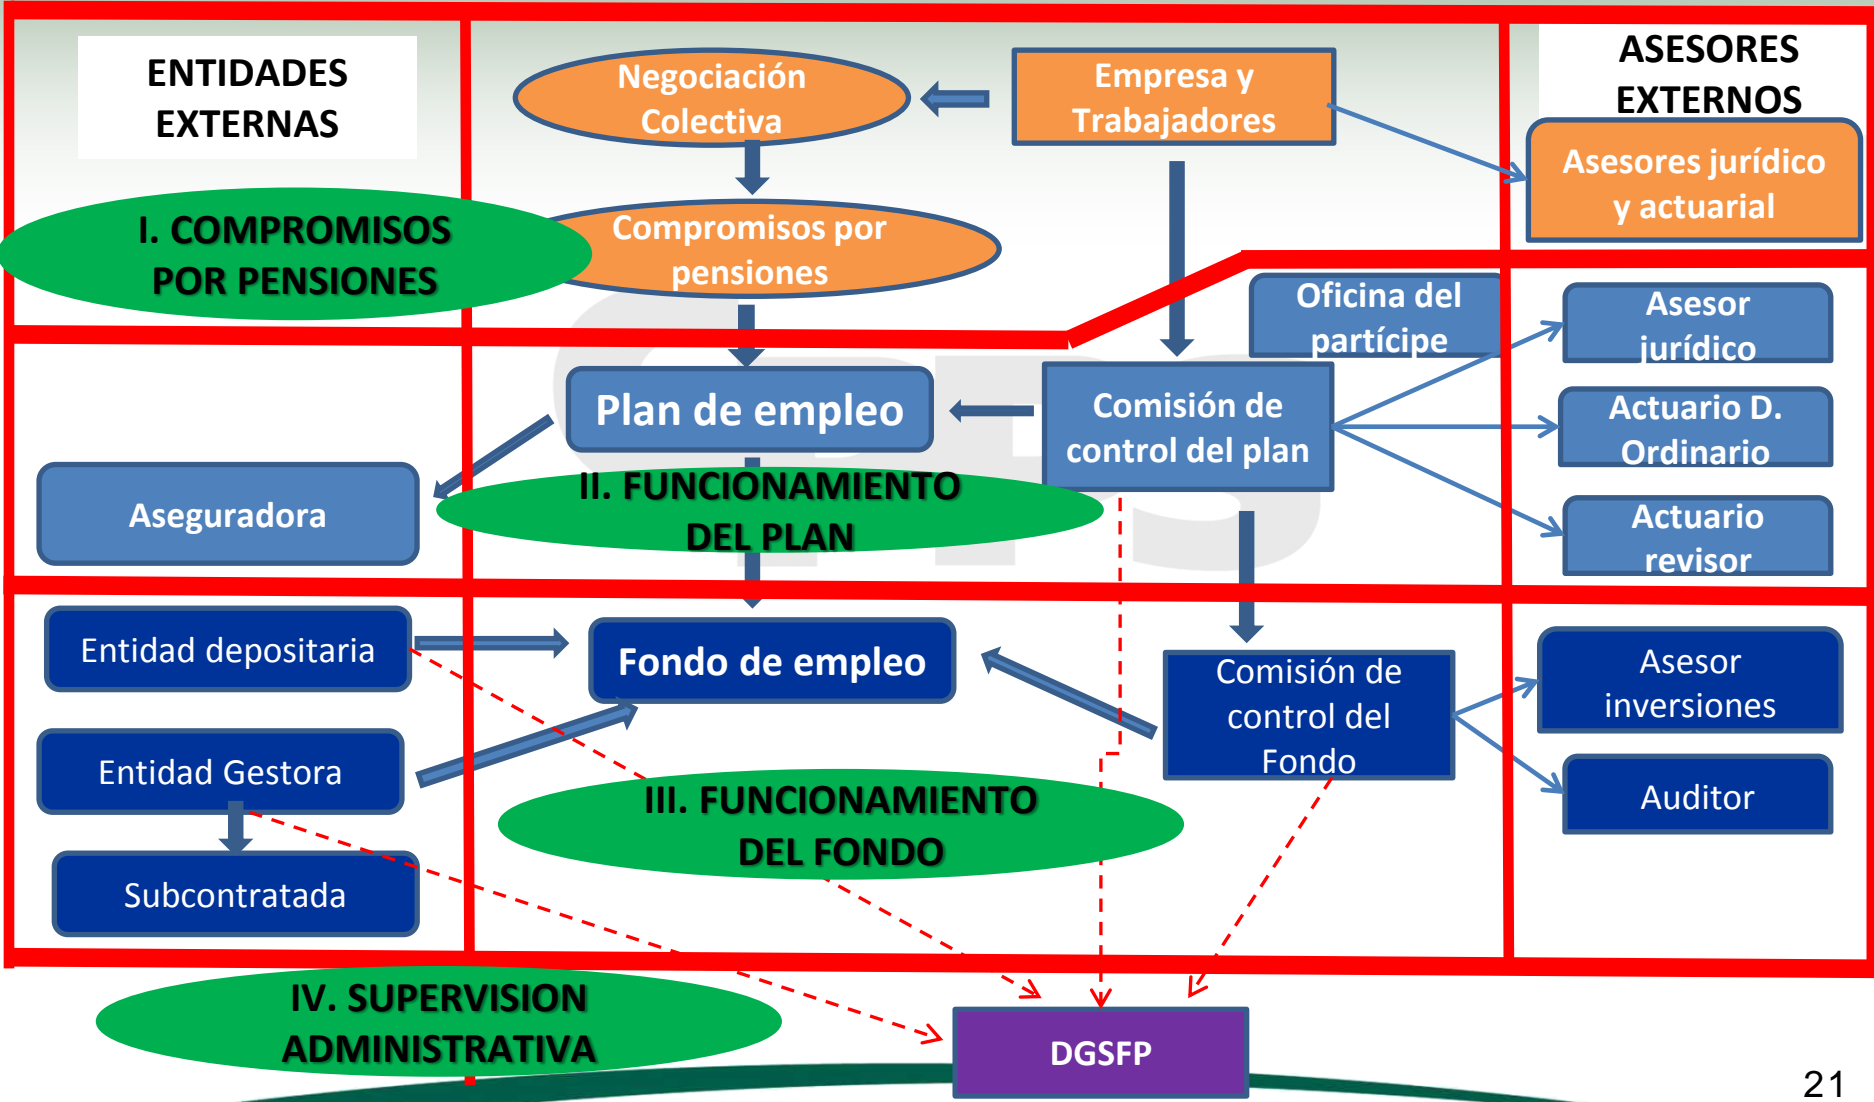 ENTIDADES
EXTERNAS
Negociación
Colectiva
Empresa y
Trabajadores
ASESORES
EXTERNOS
Asesores jurídico
y actuarial
I. COMPROMISOS
POR PENSIONES
Compromisos por
pensiones
Oficina del
partícipe
Asesor
jurídico
Plan de empleo
Comisión de
control del plan
Actuario D.
Ordinario
Aseguradora
II. FUNCIONAMIENTO
DEL PLAN
Actuario
revisor
Entidad depositaria
Fondo de empleo
Comisión de
control del
Fondo
Asesor
inversiones
Entidad Gestora
III. FUNCIONAMIENTO
DEL FONDO
Auditor
Subcontratada
IV. SUPERVISION
ADMINISTRATIVA
DGSFP
21